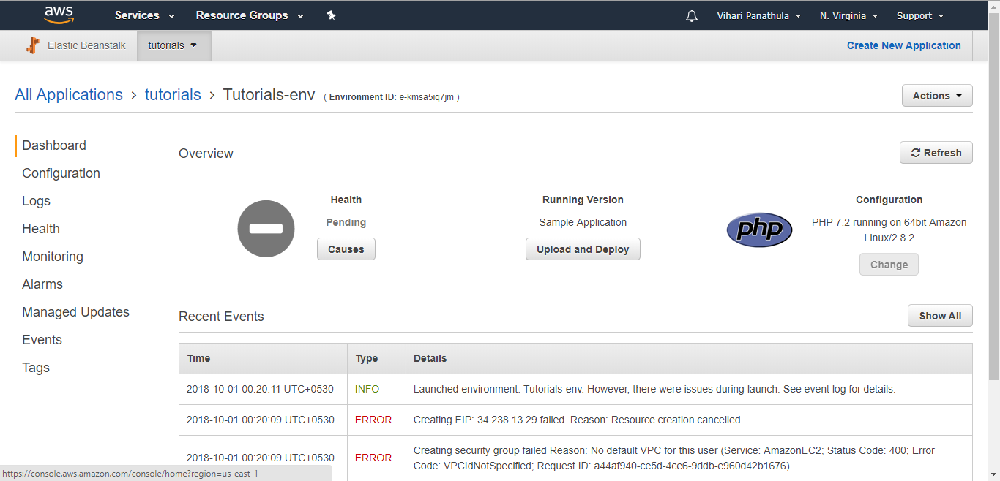 aws Services Resource Groups Vihari Panathula N. Virginia Support
Elastic Beanstalk tutorials Create New Application
All Applications > tutorials > Tutorials-env ( Environment ID: e-kmsa5iq7jm ) Actions
Dashboard
Configuration
Logs
Health
Monitoring
Alarms
Managed Updates
Events
Tags
Overview Refresh
Health
Pending
Causes
Running Version
Sample Application
Upload and Deploy
php
Configuration
PHP 7.2 running on 64bit Amazon
Linux/2.8.2
Change
Recent Events Show All
Time Type Details
2018-10-01 00:20:11 UTC+0530 INFO Launched environment: Tutorials-env. However, there were issues during launch. See event log for details.
2018-10-01 00:20:09 UTC+0530 ERROR Creating EIP: 34.238.13.29 failed. Reason: Resource creation cancelled
2018-10-01 00:20:09 UTC+0530 ERROR Creating security group failed Reason: No default VPC for this user (Service: AmazonEC2; Status Code: 400; Error
Code: VPCIdNotSpecified; Request ID: a44af940-ce5d-4ce6-9ddb-e960d42b1676)
https://console.aws.amazon.com/console/home?region=us-east-1